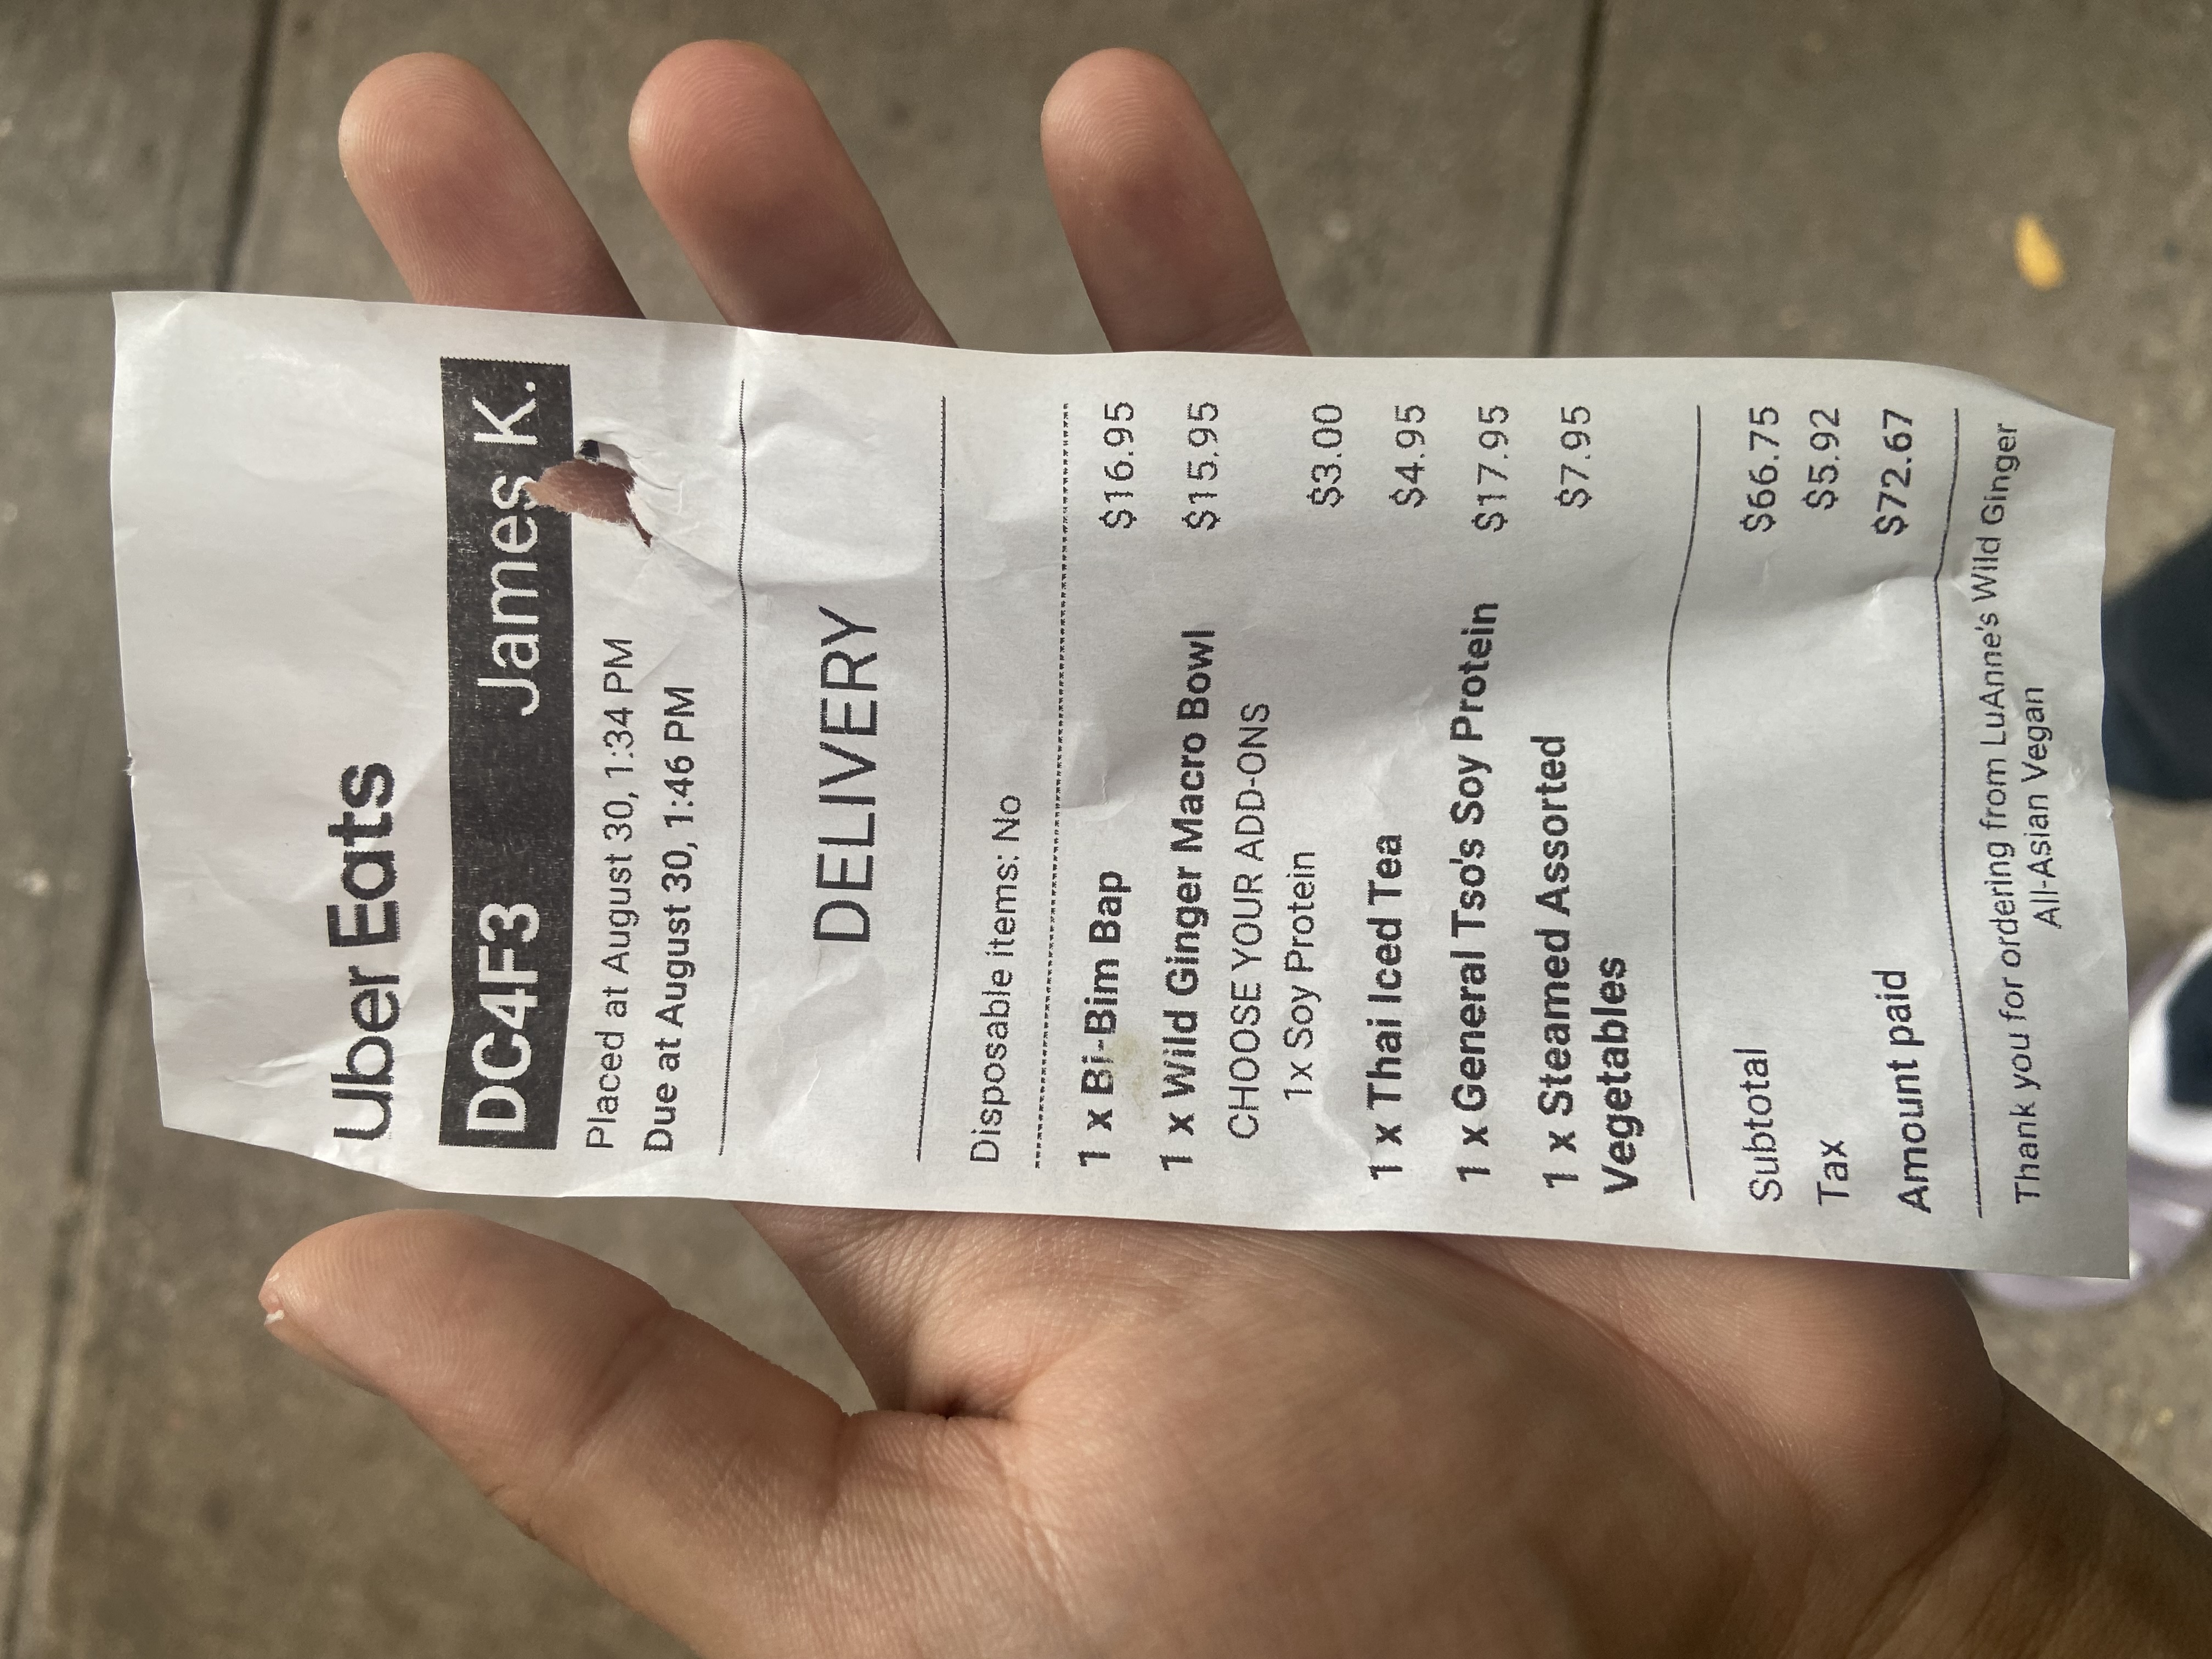 Uber Eats
DC4F3 James K.
Placed at August 30, 1:34 PM
Due at August 30, 1:46 PM
DELIVERY
Disposable items: No
1 x Bi-Bim Bap $16.95
1 x Wild Ginger Macro Bowl $15.95
CHOOSE YOUR ADD-ONS
1x Soy Protein $3.00
1 x Thai Iced Tea $4.95
1 x General Tso's Soy Protein $17.95
1 x Steamed Assorted $7.95
Vegetables
Subtotal $66.75
Tax $5.92
Amount paid $72.67
Thank you for ordering from LuAnne's Wild Ginger
All-Asian Vegan